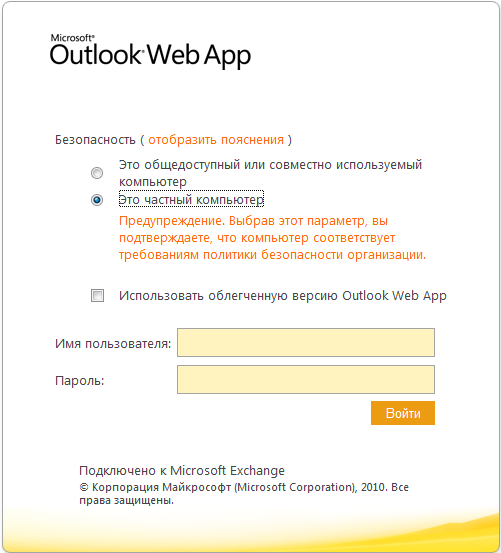 Microsoft®
Outlook® Web App
Безопасность ( отобразить пояснения )
Это общедоступный или совместно используемый
компьютер
Это частный компьютер
Предупреждение. Выбрав этот параметр, вы
подтверждаете, что компьютер соответствует
требованиям политики безопасности организации.
Использовать облегченную версию Outlook Web App
Имя пользователя:
Пароль:
Войти
Подключено к Microsoft Exchange
© Корпорация Майкрософт (Microsoft Corporation), 2010. Все
права защищены.